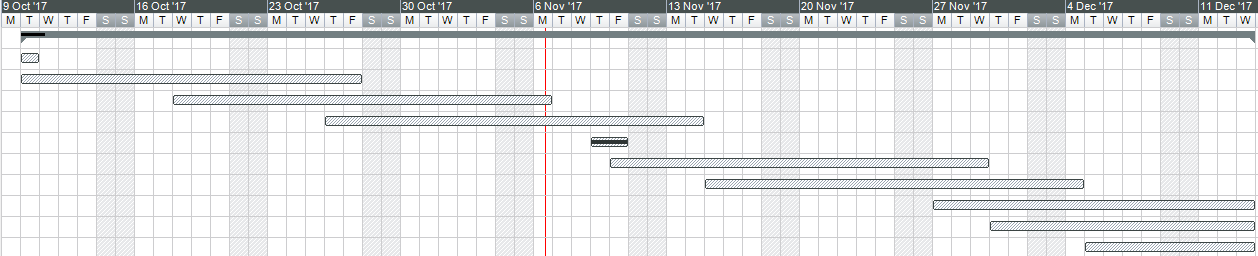 9 Oct '17 16 Oct '17 23 Oct '17 30 Oct '17 6 Nov '17 13 Nov '17 20 Nov '17 27 Nov '17 4 Dec '17 11 Dec '17
M T W T F S S M T W T F S S M T W T F S S M T W T F S S M T W T F S S M T W T F S S M T W T F S S M T W T F S S M T W T F S S M T W